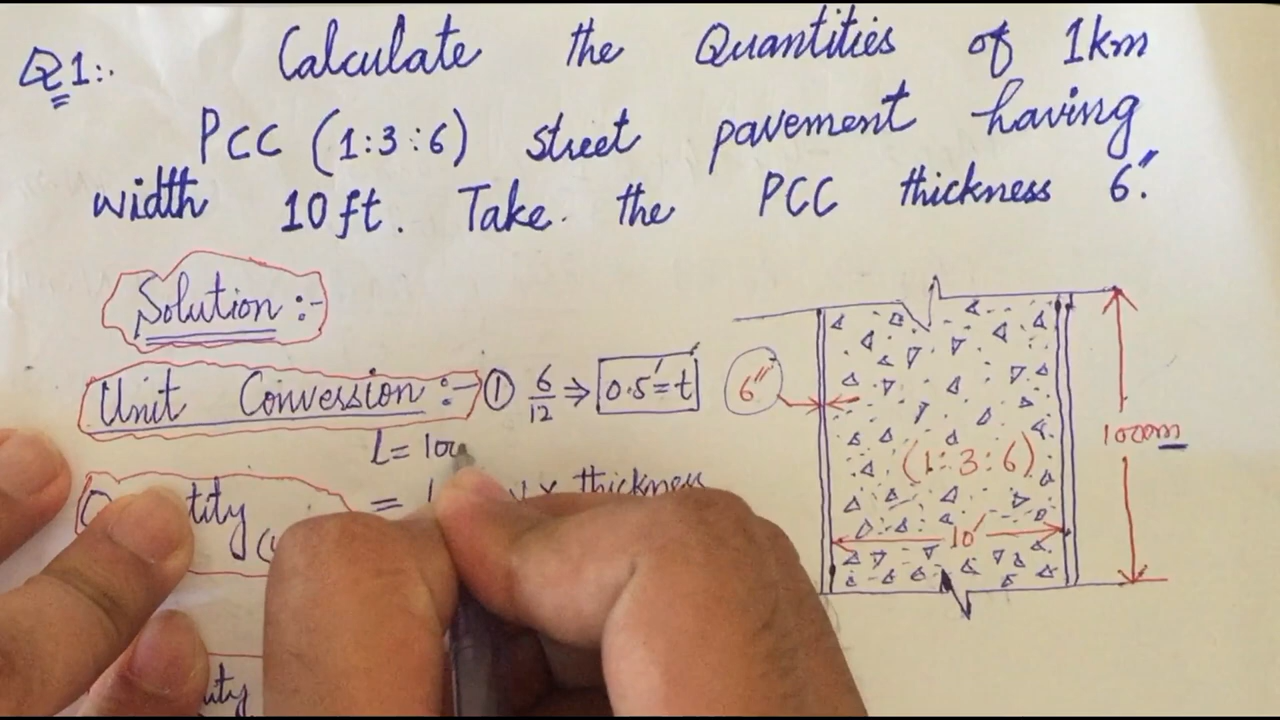 Q1:. Calculate the Quantities of 1km
PCC (1:3:6) street pavement having
width 10ft. Take the PCC thickness 6".
Solution :-
Unit Conversion :- ① 6/12 ⇒ 0.5' = t
L = 100
= thickness
6"
(1:3:6)
1000m
10'